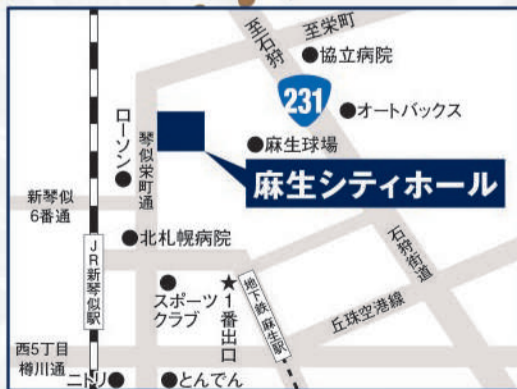 至石狩
至栄町
協立病院
231
オートバックス
麻生球場
ローソン
琴似栄町通
麻生シティホール
新琴似
6番通
北札幌病院
石狩街道
JR新琴似駅
スポーツ
クラブ
★1番出口
地下鉄麻生駅
丘珠空港線
西5丁目
樽川通
ニトリ
とんでん